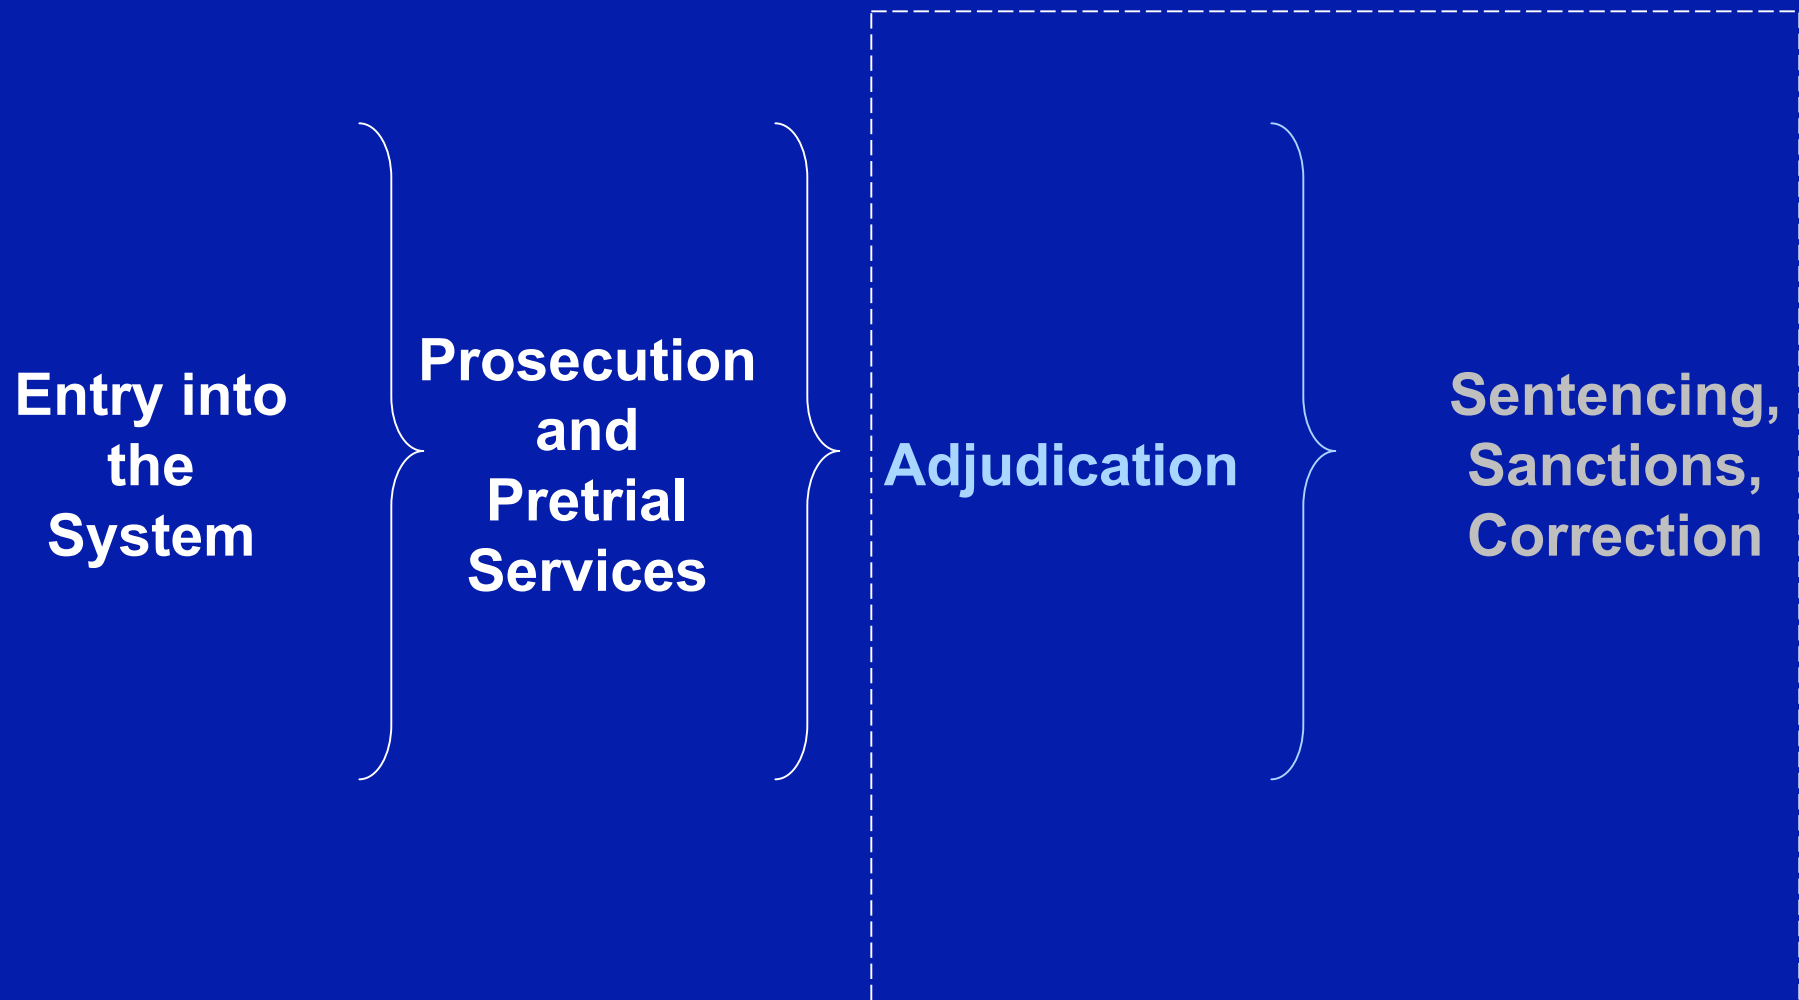 Entry into
the
System
Prosecution
and
Pretrial
Services
Adjudication
Sentencing,
Sanctions,
Correction